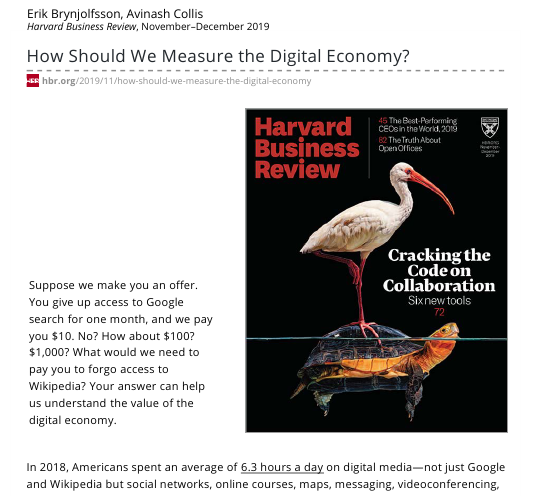 Erik Brynjolfsson, Avinash Collis
Harvard Business Review, November–December 2019
How Should We Measure the Digital Economy?
hbr.org/2019/11/how-should-we-measure-the-digital-economy
Harvard
Business
Review
45 The Best-Performing
CEOs in the World, 2019
82 The Truth About
Open Offices
HBR.ORG
November–
December
2019
Cracking the
Code on
Collaboration
Six new tools
72
Suppose we make you an offer.
You give up access to Google
search for one month, and we pay
you $10. No? How about $100?
$1,000? What would we need to
pay you to forgo access to
Wikipedia? Your answer can help
us understand the value of the
digital economy.
In 2018, Americans spent an average of 6.3 hours a day on digital media—not just Google
and Wikipedia but social networks, online courses, maps, messaging, videoconferencing,